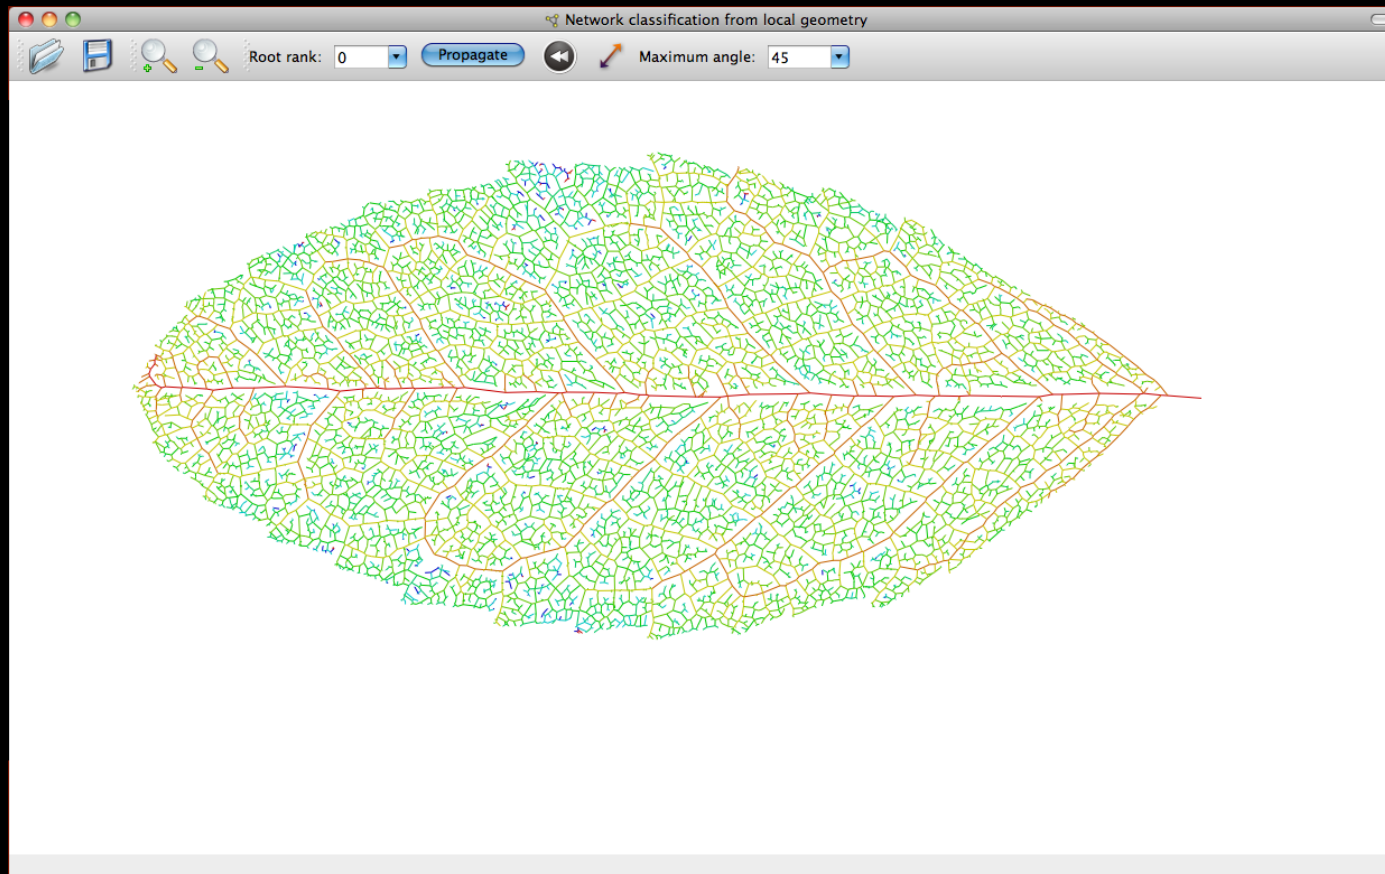 Network classification from local geometry
Root rank: 0 Propagate Maximum angle: 45